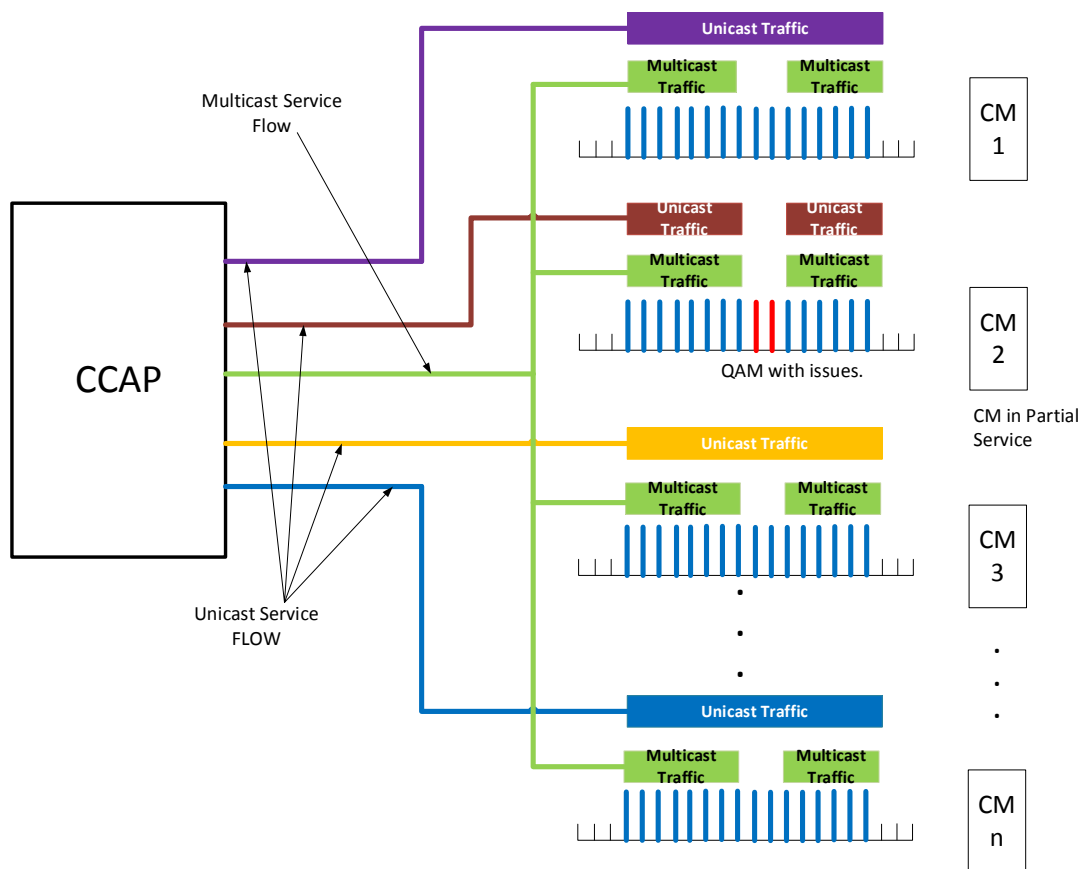 Unicast Traffic
Multicast
Traffic
Multicast
Traffic
CM
1
Multicast Service
Flow
Unicast
Traffic
Unicast
Traffic
Multicast
Traffic
Multicast
Traffic
CM
2
QAM with issues.
CCAP
CM in Partial
Service
Unicast Traffic
Multicast
Traffic
Multicast
Traffic
CM
3
Unicast Service
FLOW
Unicast Traffic
Multicast
Traffic
Multicast
Traffic
CM
n